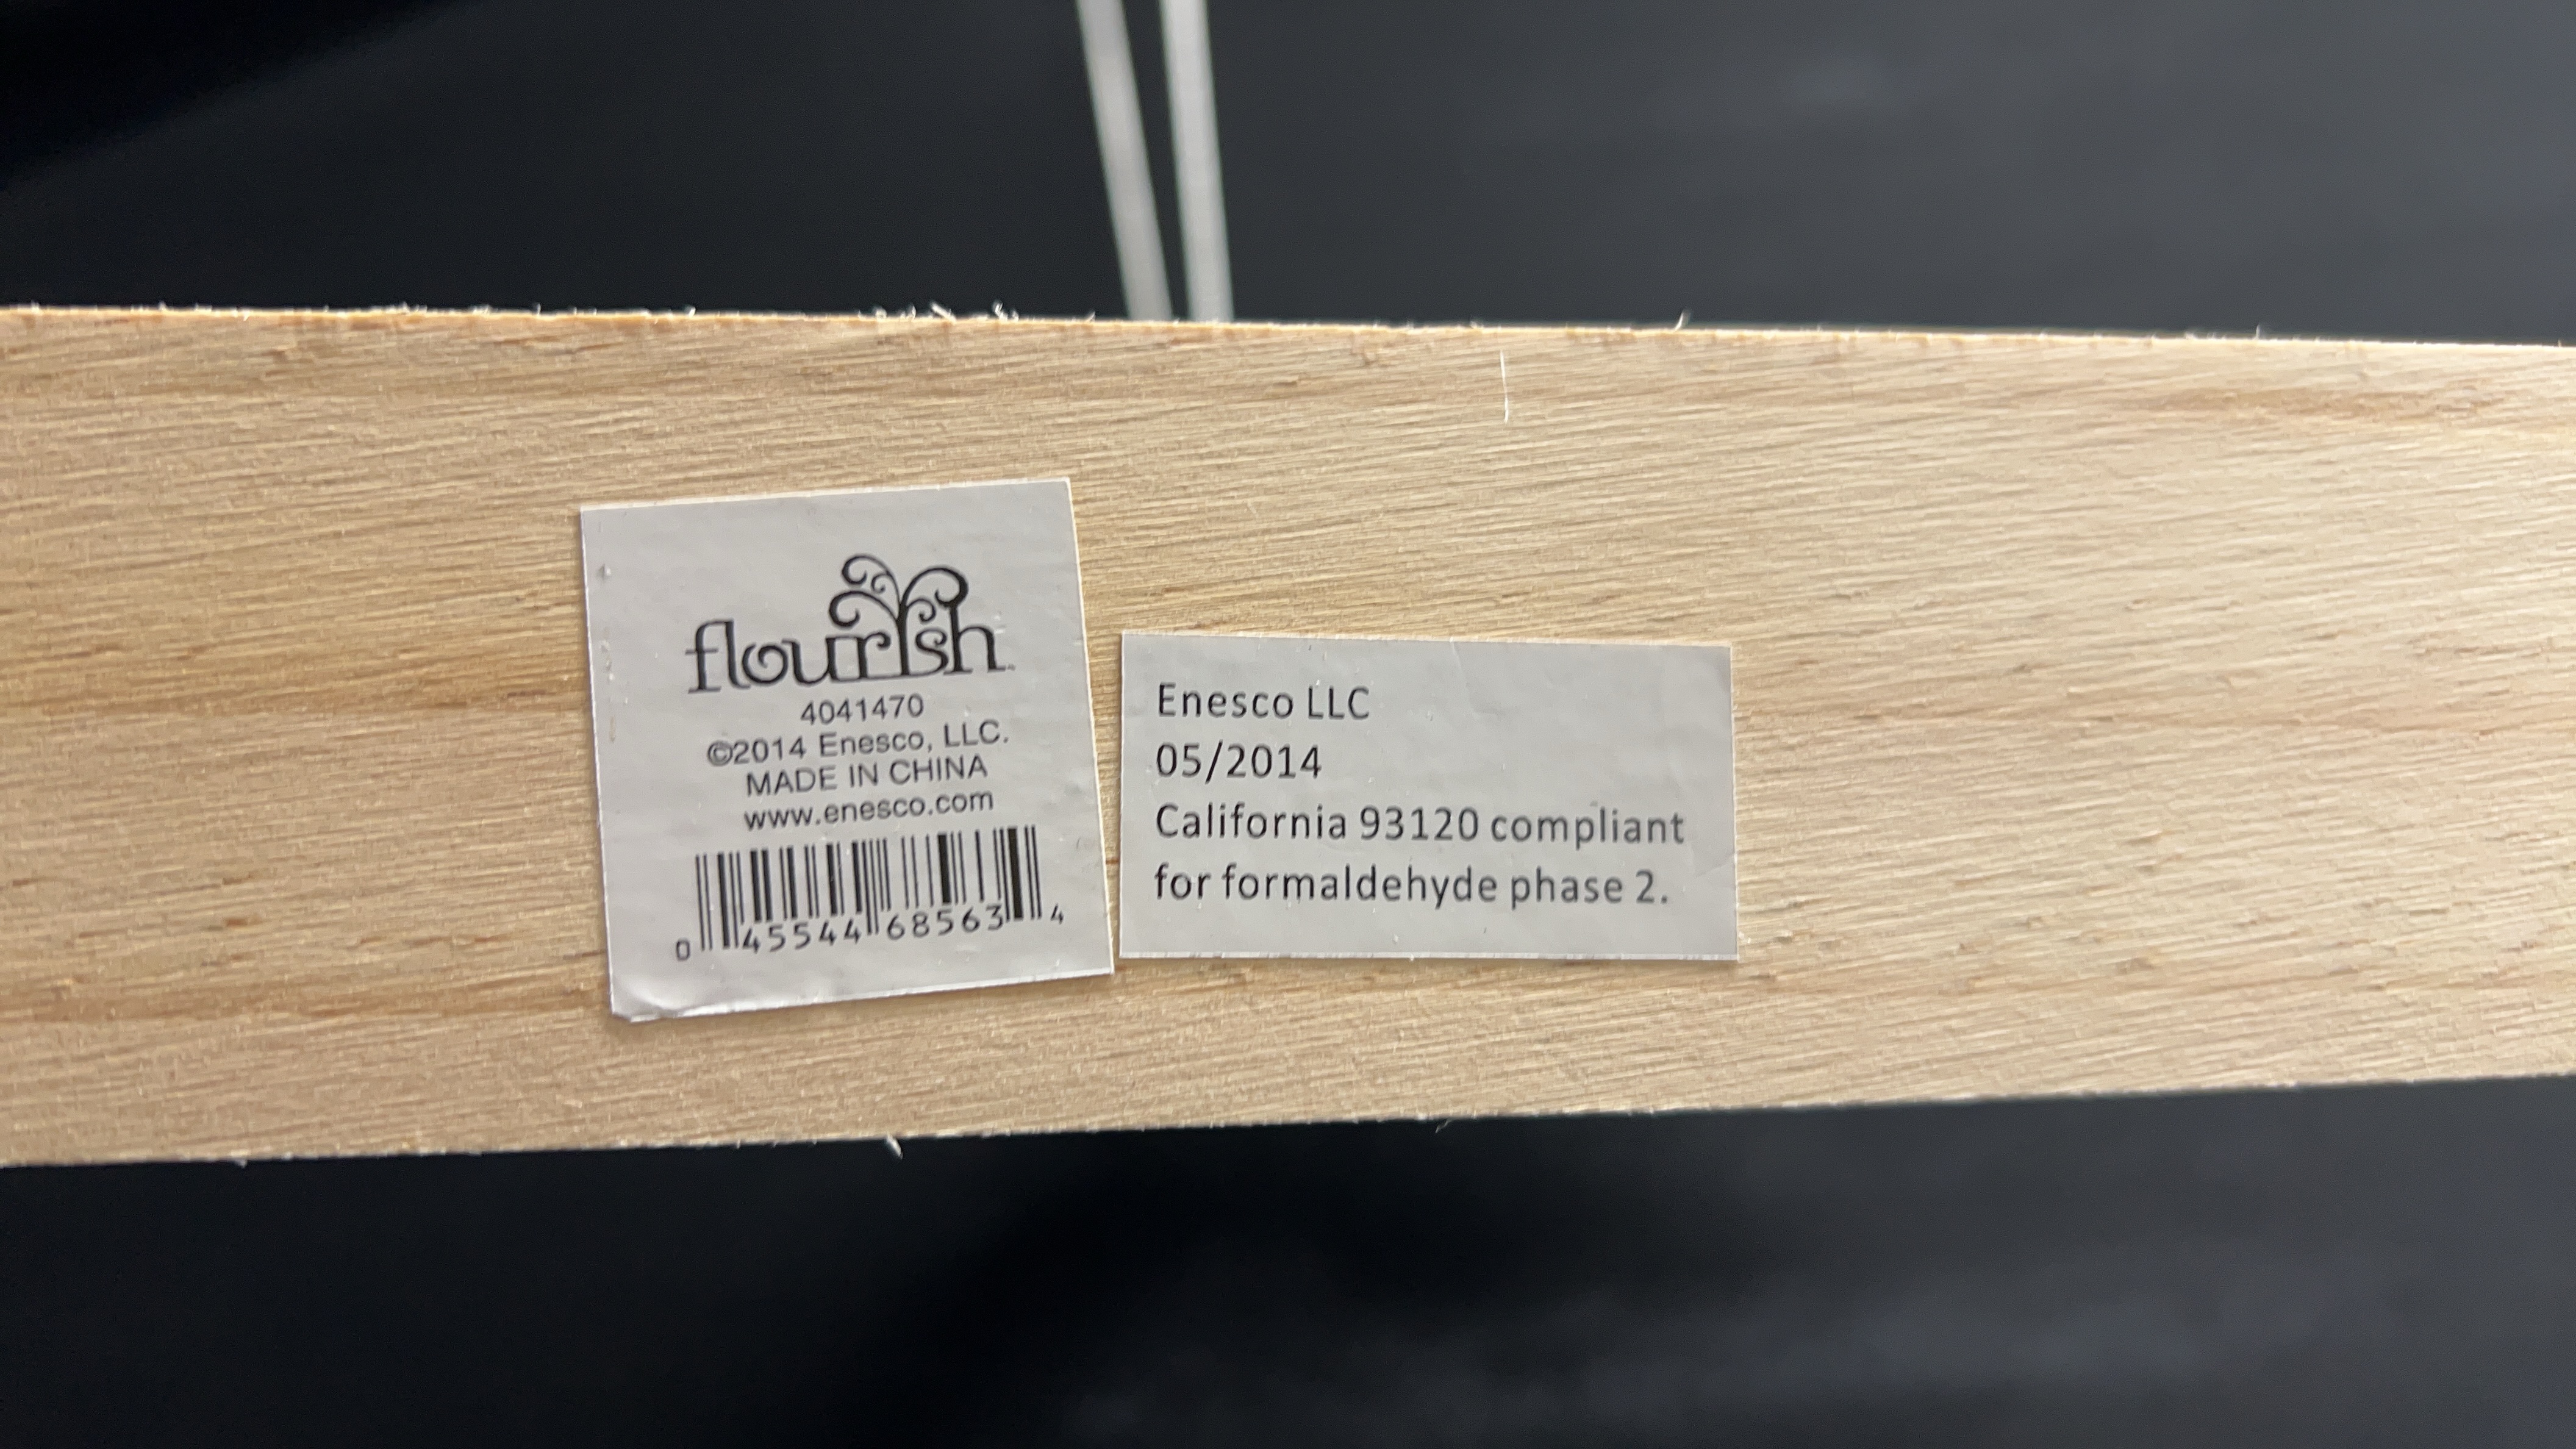 flourish
4041470
©2014 Enesco, LLC.
MADE IN CHINA
www.enesco.com
0 45544 68563 4
Enesco LLC
05/2014
California 93120 compliant
for formaldehyde phase 2.